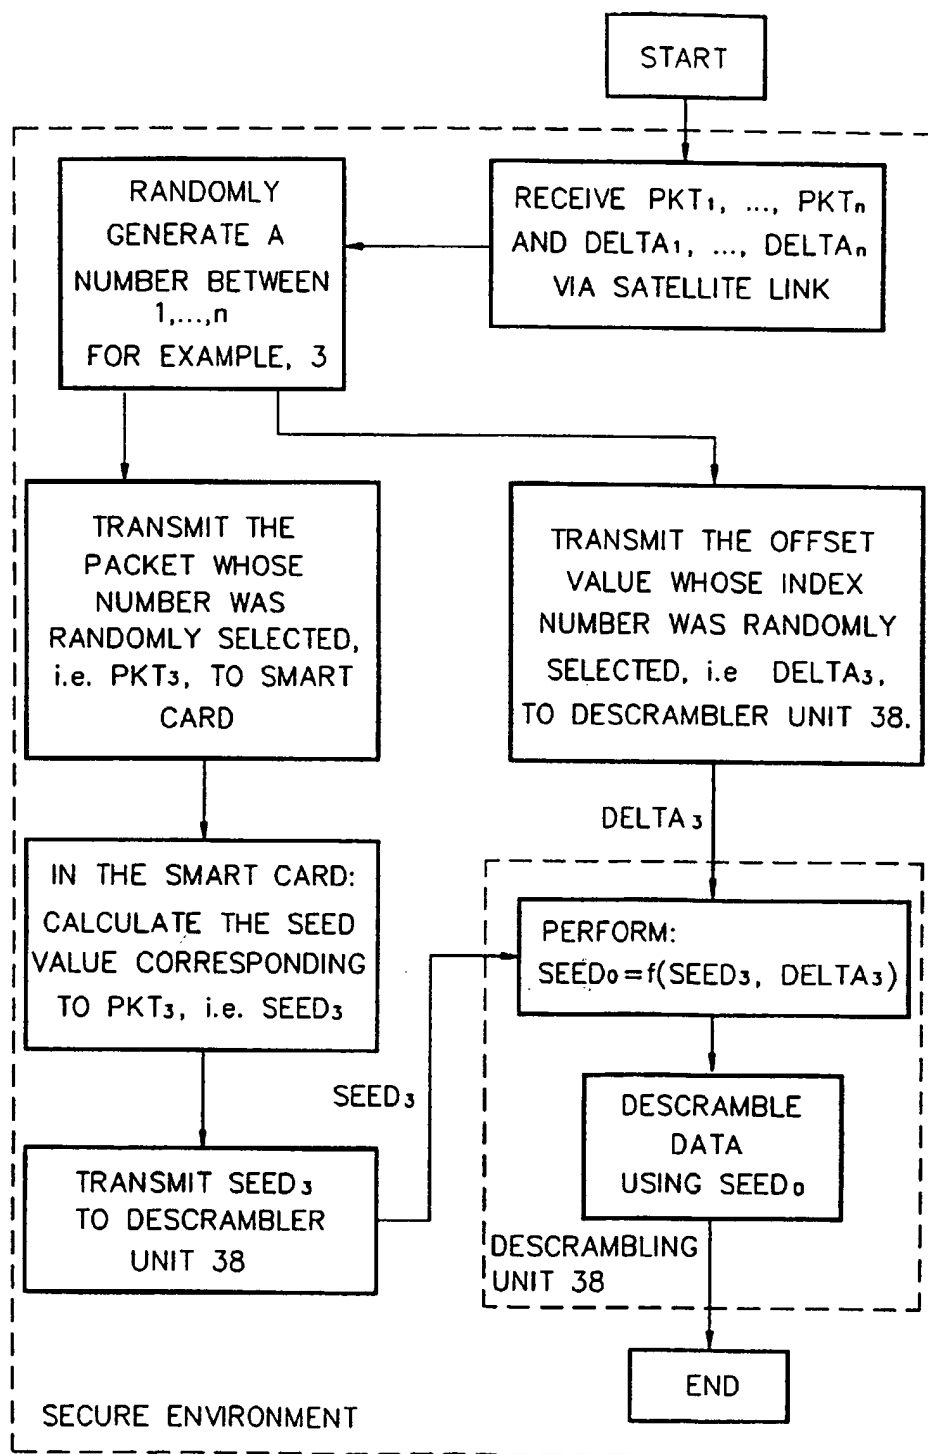 START
RECEIVE PKT₁, ..., PKTₙ
AND DELTA₁, ..., DELTAₙ
VIA SATELLITE LINK
RANDOMLY
GENERATE A
NUMBER BETWEEN
1,...,n
FOR EXAMPLE, 3
TRANSMIT THE
PACKET WHOSE
NUMBER WAS
RANDOMLY SELECTED,
i.e. PKT₃, TO SMART
CARD
TRANSMIT THE OFFSET
VALUE WHOSE INDEX
NUMBER WAS RANDOMLY
SELECTED, i.e DELTA₃,
TO DESCRAMBLER UNIT 38.
DELTA₃
IN THE SMART CARD:
CALCULATE THE SEED
VALUE CORRESPONDING
TO PKT₃, i.e. SEED₃
PERFORM:
SEED₀=f(SEED₃, DELTA₃)
SEED₃
TRANSMIT SEED₃
TO DESCRAMBLER
UNIT 38
DESCRAMBLE
DATA
USING SEED₀
DESCRAMBLING
UNIT 38
END
SECURE ENVIRONMENT